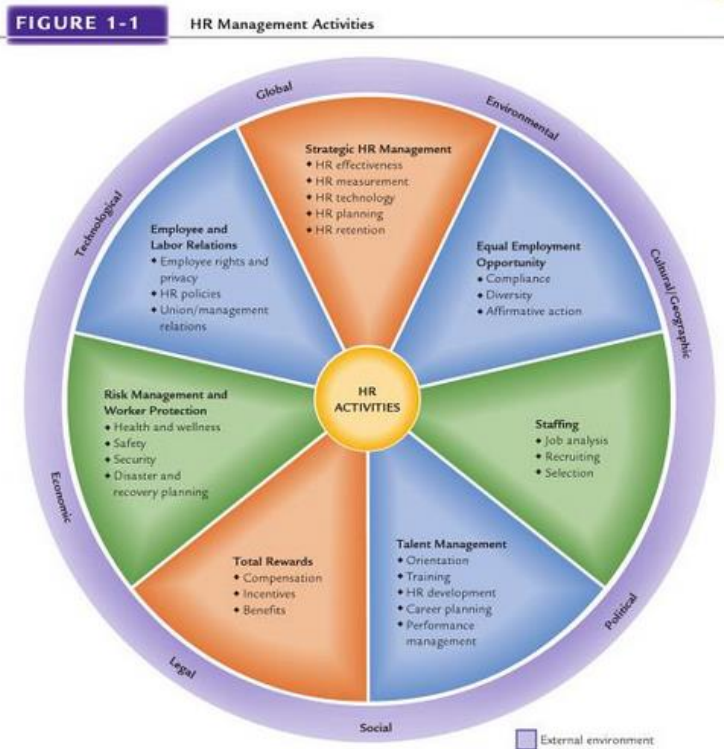 FIGURE 1-1
HR Management Activities
Global
Environmental
Strategic HR Management
◆ HR effectiveness
◆ HR measurement
◆ HR technology
◆ HR planning
◆ HR retention
Technological
Employee and
Labor Relations
◆ Employee rights and
privacy
◆ HR policies
◆ Union/management
relations
Equal Employment
Opportunity
◆ Compliance
◆ Diversity
◆ Affirmative action
Cultural/Geographic
HR
ACTIVITIES
Risk Management and
Worker Protection
◆ Health and wellness
◆ Safety
◆ Security
◆ Disaster and
recovery planning
Staffing
◆ Job analysis
◆ Recruiting
◆ Selection
Economic
Total Rewards
◆ Compensation
◆ Incentives
◆ Benefits
Talent Management
◆ Orientation
◆ Training
◆ HR development
◆ Career planning
◆ Performance
management
Political
Legal
Social
External environment